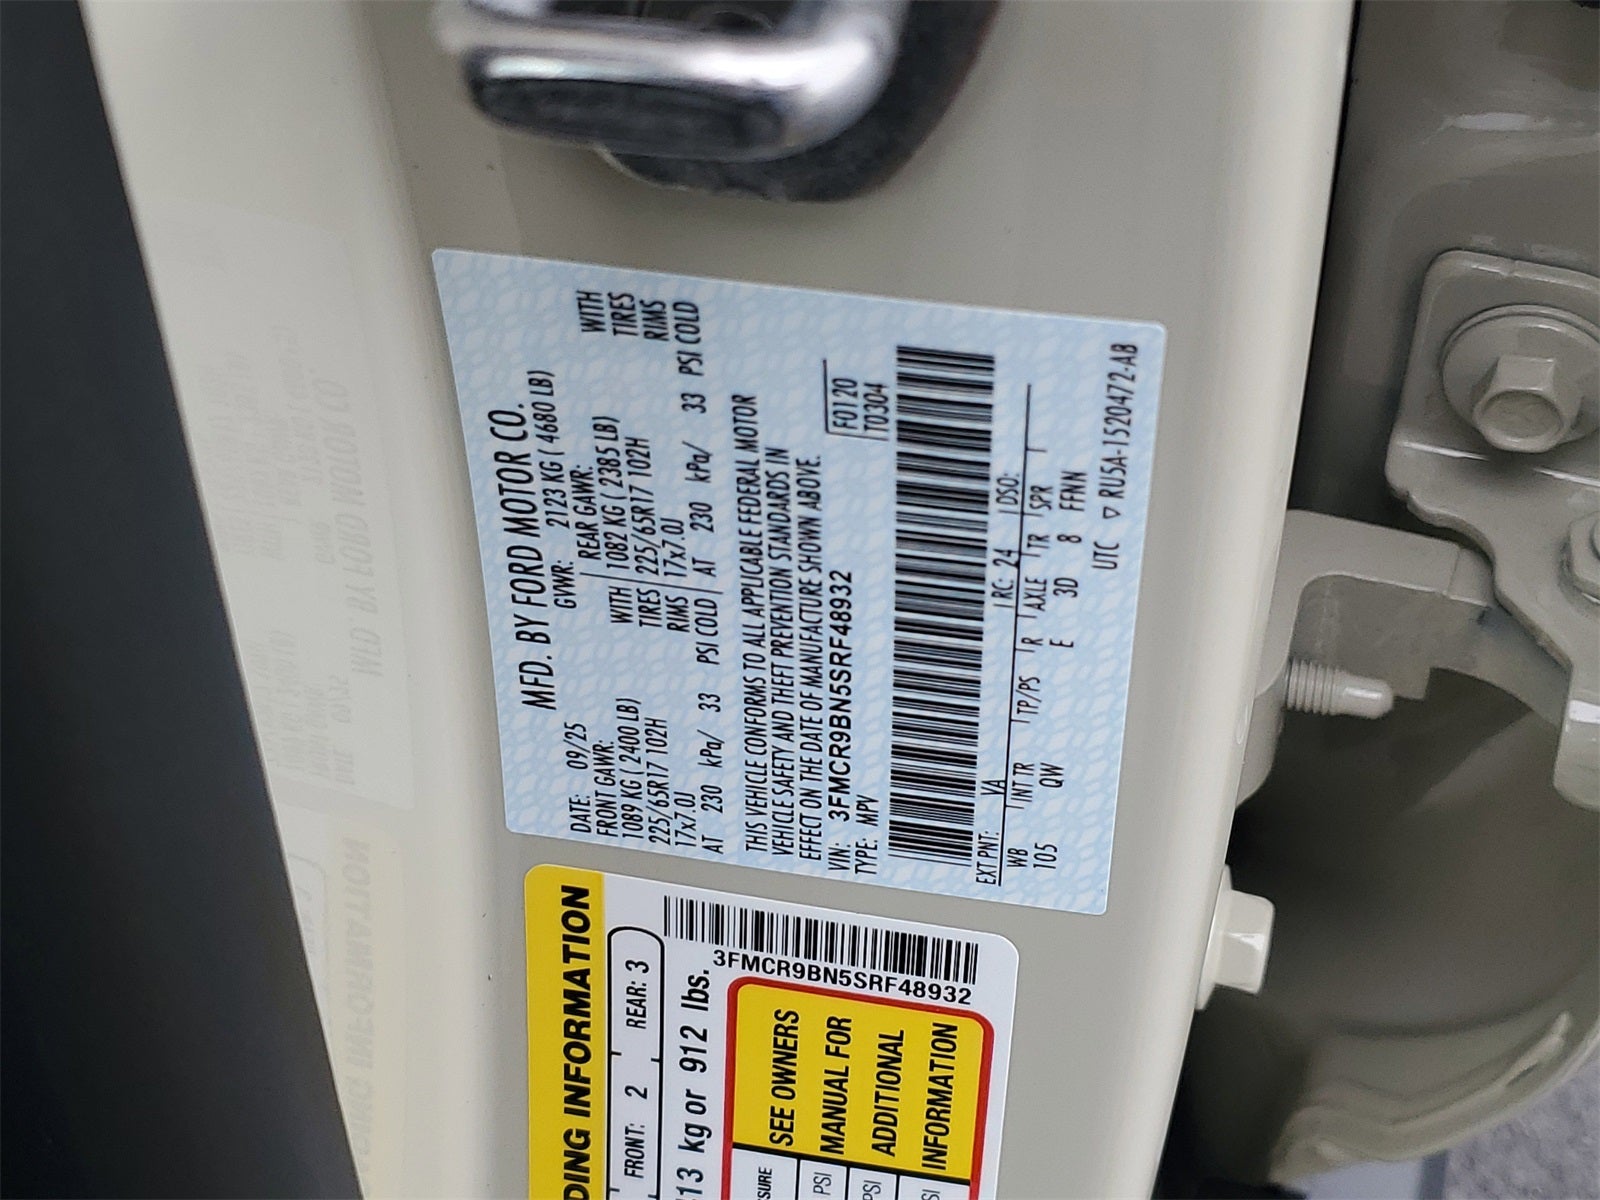 MFD. BY FORD MOTOR CO.
DATE: 09/25 GVWR: 2123 KG ( 4680 LB)
FRONT GAWR: REAR GAWR:
1089 KG ( 2400 LB) WITH 1082 KG ( 2385 LB) WITH
225/65R17 102H TIRES 225/65R17 102H TIRES
17x7.0J RIMS 17x7.0J RIMS
AT 230 kPa/ 33 PSI COLD AT 230 kPa/ 33 PSI COLD
THIS VEHICLE CONFORMS TO ALL APPLICABLE FEDERAL MOTOR
VEHICLE SAFETY AND THEFT PREVENTION STANDARDS IN
EFFECT ON THE DATE OF MANUFACTURE SHOWN ABOVE.
VIN: 3FMCR9BN5SRF48932 F0120
TYPE: MPV T0304
EXT PNT: YA RC: 24 DSO:
WB INT TR TP/PS R AXLE TR SPR
105 QW E 3D 8 FFNN
UTC ▽ RU5A-1520472-AB
DING INFORMATION
FRONT: 2 REAR: 3
13 kg or 912 lbs.
3FMCR9BN5SRF48932
SURE SEE OWNERS
PSI MANUAL FOR
PSI ADDITIONAL
SI INFORMATION